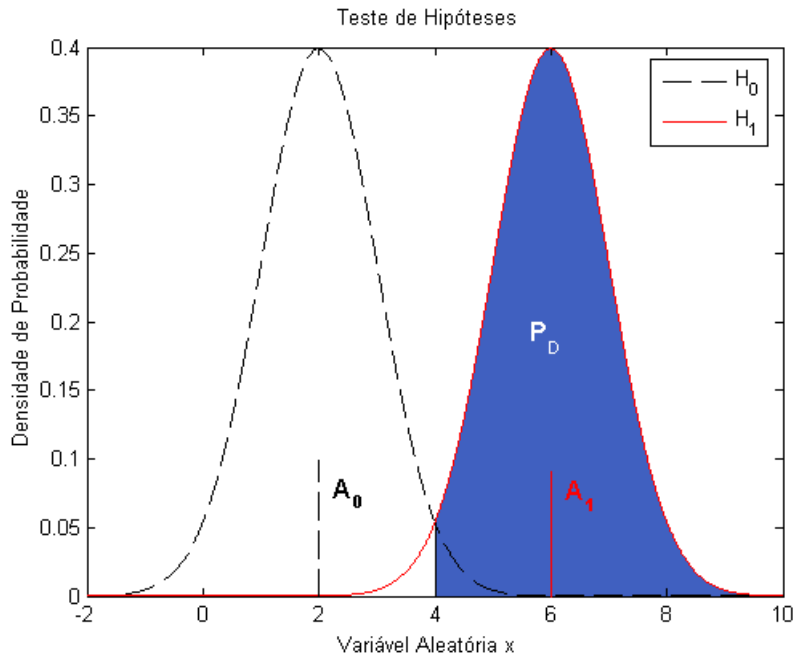 Teste de Hipóteses
0.4
0.35
0.3
0.25
0.2
0.15
0.1
0.05
0
Densidade de Probabilidade
H0
H1
PD
A0
A1
-2 0 2 4 6 8 10
Variável Aleatória x